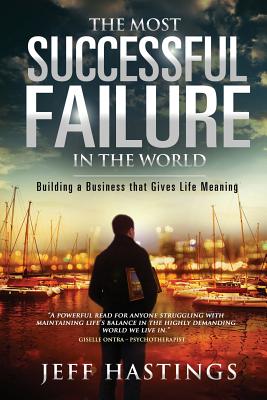 THE MOST
SUCCESSFUL
FAILURE
IN THE WORLD
Building a Business that Gives Life Meaning
"A POWERFUL READ FOR ANYONE STRUGGLING WITH
MAINTAINING LIFE'S BALANCE IN THE HIGHLY DEMANDING
WORLD WE LIVE IN."
GISELLE ONTRA - PSYCHOTHERAPIST
JEFF HASTINGS